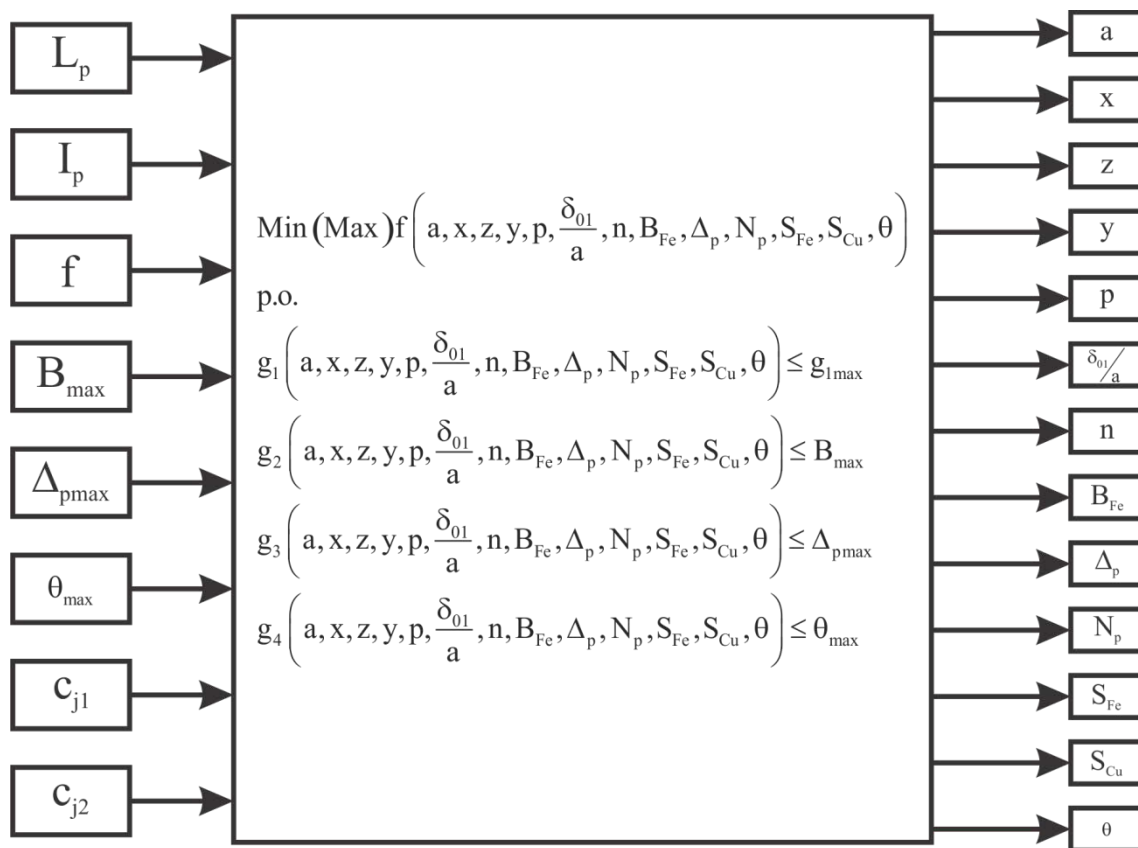 L_p
I_p
f
B_max
Δ_pmax
θ_max
c_j1
c_j2
Min (Max) f ( a, x, z, y, p, δ_01/a, n, B_Fe, Δ_p, N_p, S_Fe, S_Cu, θ )
p.o.
g_1 ( a, x, z, y, p, δ_01/a, n, B_Fe, Δ_p, N_p, S_Fe, S_Cu, θ ) ≤ g_1max
g_2 ( a, x, z, y, p, δ_01/a, n, B_Fe, Δ_p, N_p, S_Fe, S_Cu, θ ) ≤ B_max
g_3 ( a, x, z, y, p, δ_01/a, n, B_Fe, Δ_p, N_p, S_Fe, S_Cu, θ ) ≤ Δ_pmax
g_4 ( a, x, z, y, p, δ_01/a, n, B_Fe, Δ_p, N_p, S_Fe, S_Cu, θ ) ≤ θ_max
a
x
z
y
p
δ_01/a
n
B_Fe
Δ_p
N_p
S_Fe
S_Cu
θ